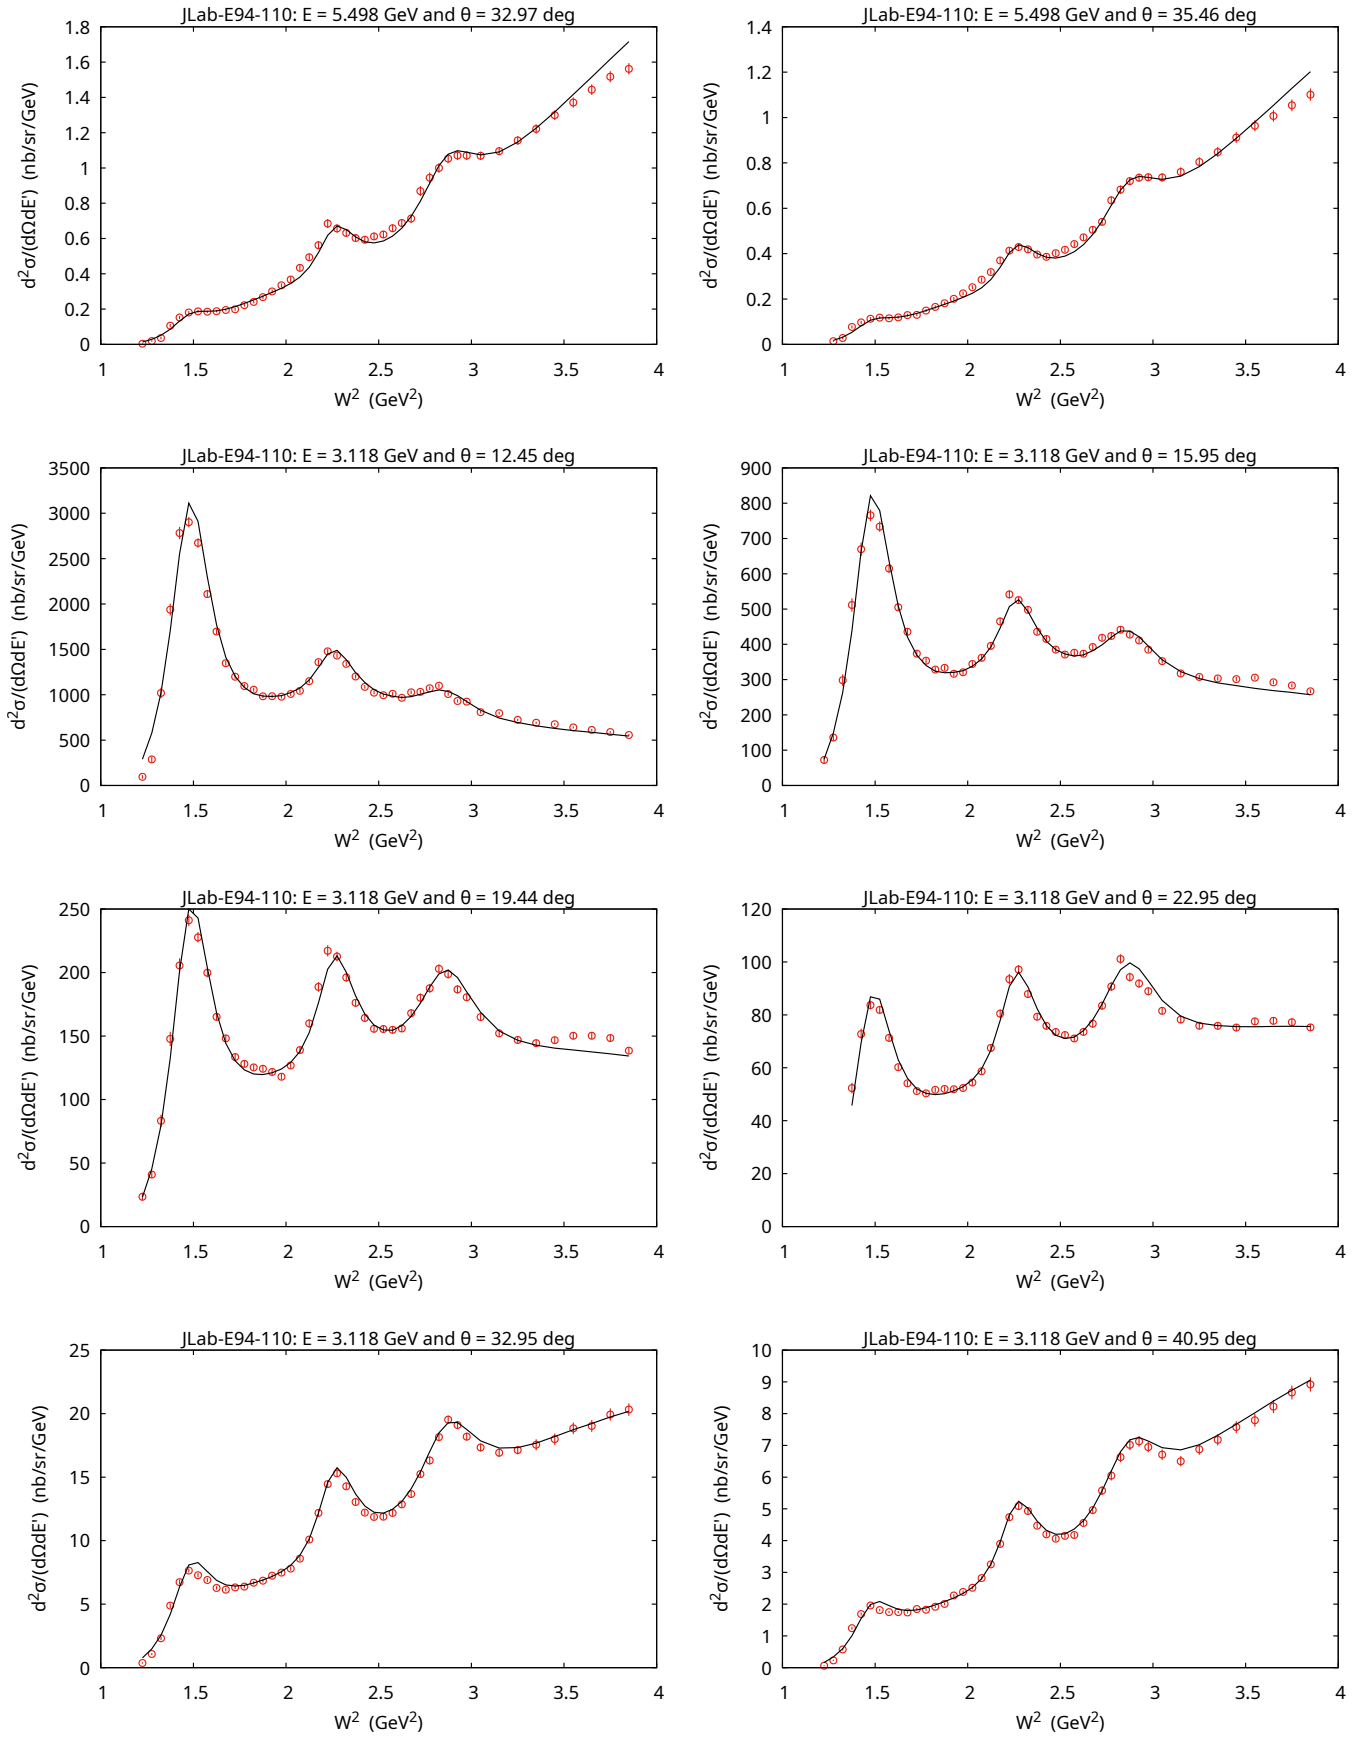 JLab-E94-110: E = 5.498 GeV and θ = 32.97 deg
d²σ/(dΩdE') (nb/sr/GeV)
1.8
1.6
1.4
1.2
1
0.8
0.6
0.4
0.2
0
1 1.5 2 2.5 3 3.5 4
W² (GeV²)
JLab-E94-110: E = 5.498 GeV and θ = 35.46 deg
d²σ/(dΩdE') (nb/sr/GeV)
1.4
1.2
1
0.8
0.6
0.4
0.2
0
1 1.5 2 2.5 3 3.5 4
W² (GeV²)
JLab-E94-110: E = 3.118 GeV and θ = 12.45 deg
d²σ/(dΩdE') (nb/sr/GeV)
3500
3000
2500
2000
1500
1000
500
0
1 1.5 2 2.5 3 3.5 4
W² (GeV²)
JLab-E94-110: E = 3.118 GeV and θ = 15.95 deg
d²σ/(dΩdE') (nb/sr/GeV)
900
800
700
600
500
400
300
200
100
0
1 1.5 2 2.5 3 3.5 4
W² (GeV²)
JLab-E94-110: E = 3.118 GeV and θ = 19.44 deg
d²σ/(dΩdE') (nb/sr/GeV)
250
200
150
100
50
0
1 1.5 2 2.5 3 3.5 4
W² (GeV²)
JLab-E94-110: E = 3.118 GeV and θ = 22.95 deg
d²σ/(dΩdE') (nb/sr/GeV)
120
100
80
60
40
20
0
1 1.5 2 2.5 3 3.5 4
W² (GeV²)
JLab-E94-110: E = 3.118 GeV and θ = 32.95 deg
d²σ/(dΩdE') (nb/sr/GeV)
25
20
15
10
5
0
1 1.5 2 2.5 3 3.5 4
W² (GeV²)
JLab-E94-110: E = 3.118 GeV and θ = 40.95 deg
d²σ/(dΩdE') (nb/sr/GeV)
10
9
8
7
6
5
4
3
2
1
0
1 1.5 2 2.5 3 3.5 4
W² (GeV²)